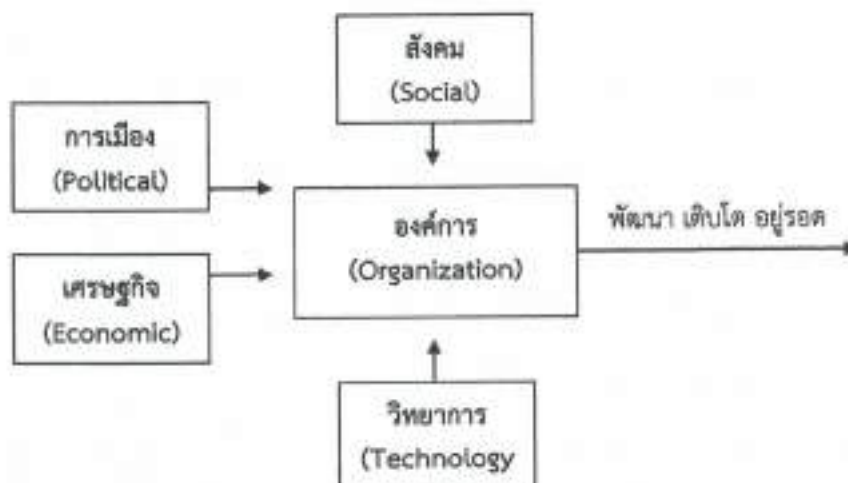 สังคม
(Social)
การเมือง
(Political)
องค์การ
(Organization)
พัฒนา เติบโต อยู่รอด
เศรษฐกิจ
(Economic)
วิทยาการ
(Technology